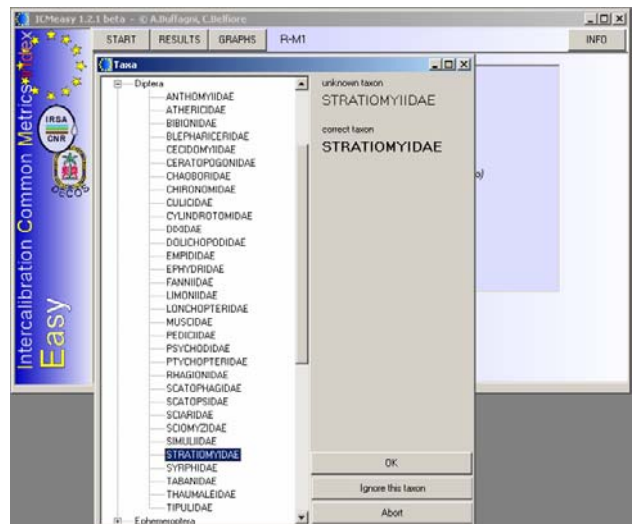 ICMeasy 1.2.1 beta - © A.Buffagni, C.Belfiore
START RESULTS GRAPHS R-M1 INFO
Intercalibration Common Metrics Index
Easy
IRSA
CNR
Taxa
Diptera
ANTHOMYIIDAE
ATHERICIDAE
BIBIONIDAE
BLEPHARICERIDAE
CECIDOMYIIDAE
CERATOPOGONIDAE
CHAOBORIDAE
CHIRONOMIDAE
CULICIDAE
CYLINDROTOMIDAE
DIXIDAE
DOLICHOPODIDAE
EMPIDIDAE
EPHYDRIDAE
FANNIIDAE
LIMONIIDAE
LONCHOPTERIDAE
MUSCIDAE
PEDICIIDAE
PSYCHODIDAE
PTYCHOPTERIDAE
RHAGIONIDAE
SCATOPHAGIDAE
SCATOPSIDAE
SCIARIDAE
SCIOMYZIDAE
SIMULIIDAE
STRATIOMYIDAE
SYRPHIDAE
TABANIDAE
THAUMALEIDAE
TIPULIDAE
Ephemeroptera
unknown taxon
STRATIOMYIIDAE
correct taxon
STRATIOMYIDAE
o)
OK
Ignore this taxon
Abort